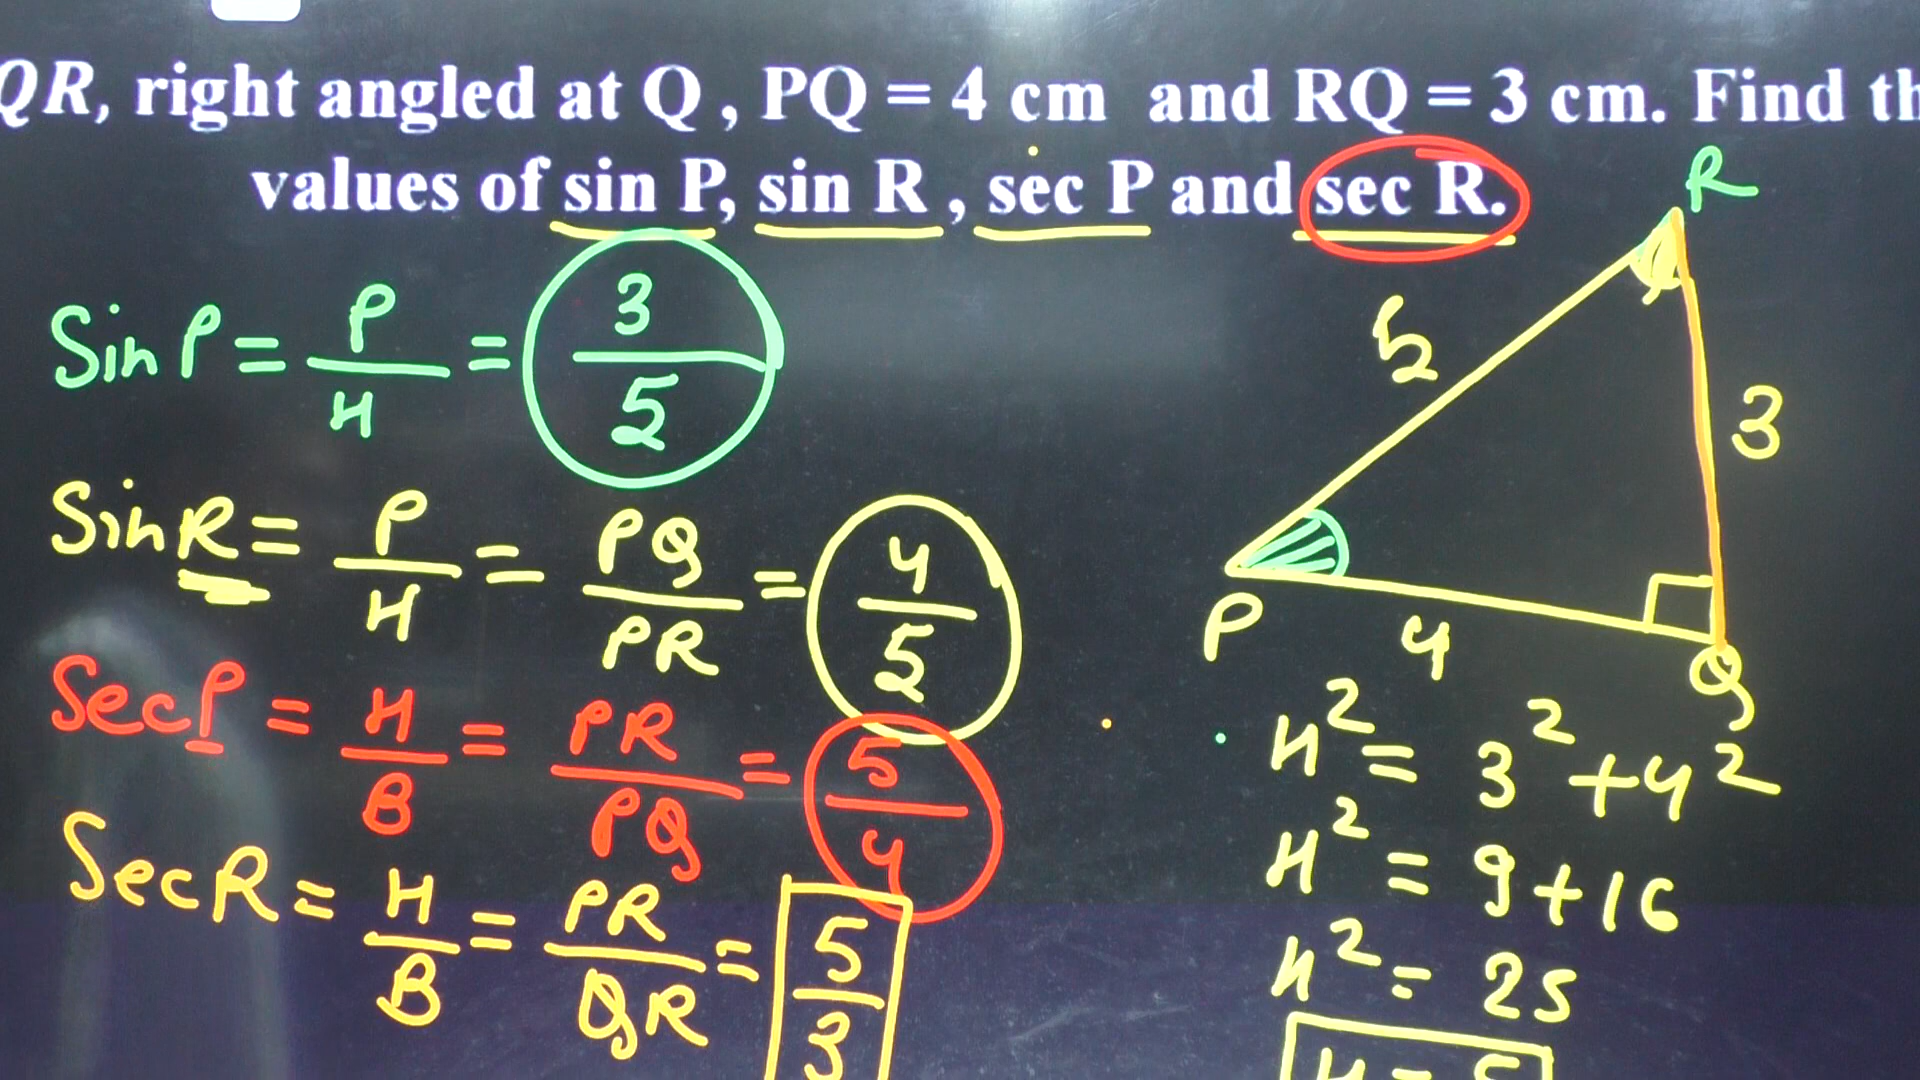 QR, right angled at Q , PQ = 4 cm and RQ = 3 cm. Find th
values of sin P, sin R , sec P and sec R.
Sin P = P/H = 3/5
Sin R = P/H = PQ/PR = 4/5
Sec P = H/B = PR/PQ = 5/4
Sec R = H/B = PR/QR = 5/3
R
5
3
P
4
Q
H² = 3² + 4²
H² = 9 + 16
H² = 25
H = 5